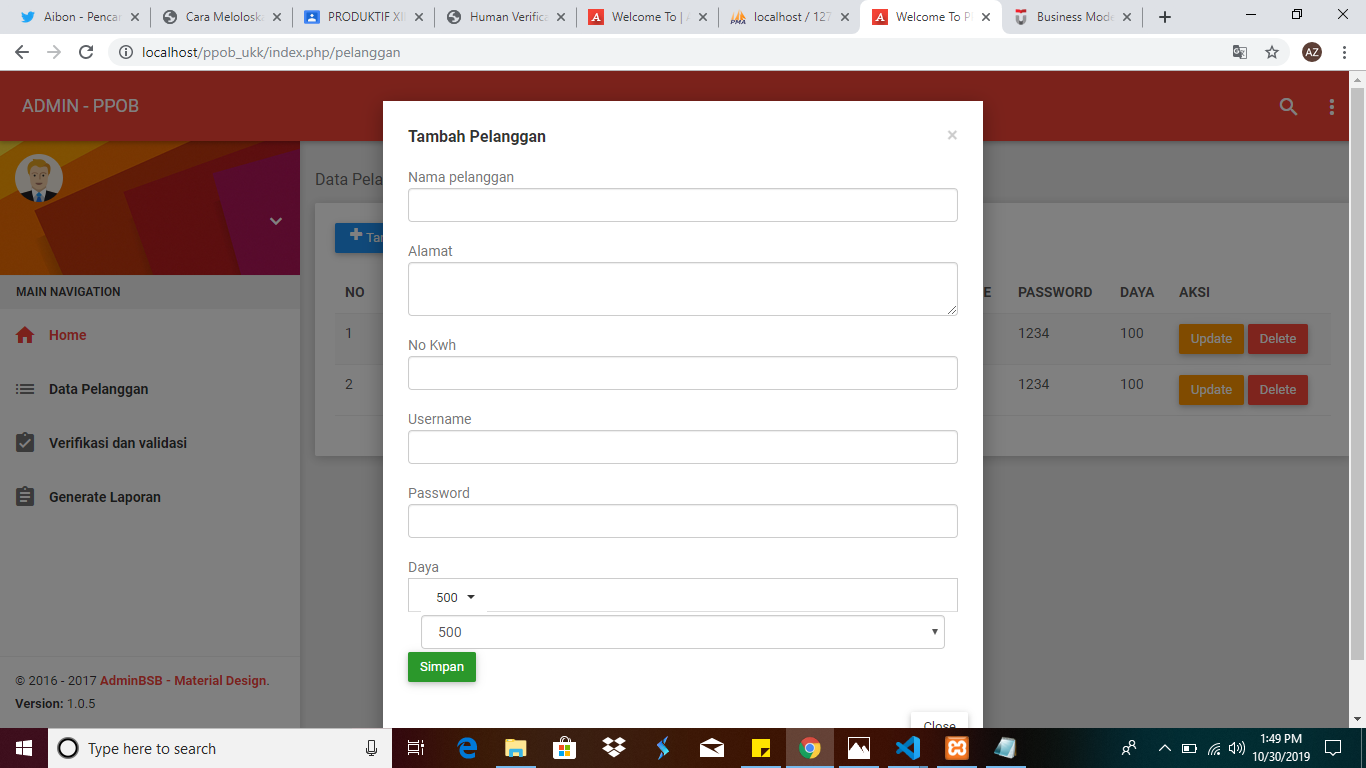 Aibon - Pencar
Cara Meloloska
PRODUKTIF XI
Human Verifica
Welcome To | A
localhost / 127
Welcome To P
Business Mode
localhost/ppob_ukk/index.php/pelanggan
AZ
ADMIN - PPOB
MAIN NAVIGATION
Home
Data Pelanggan
Verifikasi dan validasi
Generate Laporan
© 2016 - 2017 AdminBSB - Material Design.
Version: 1.0.5
Data Pela
Tar
NO
E PASSWORD DAYA AKSI
1 1234 100 Update Delete
2 1234 100 Update Delete
Tambah Pelanggan ×
Nama pelanggan
Alamat
No Kwh
Username
Password
Daya
500
500
Simpan
Close
Type here to search
1:49 PM
10/30/2019